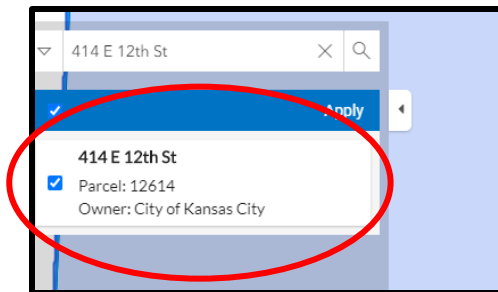 414 E 12th St
Apply
414 E 12th St
Parcel: 12614
Owner: City of Kansas City